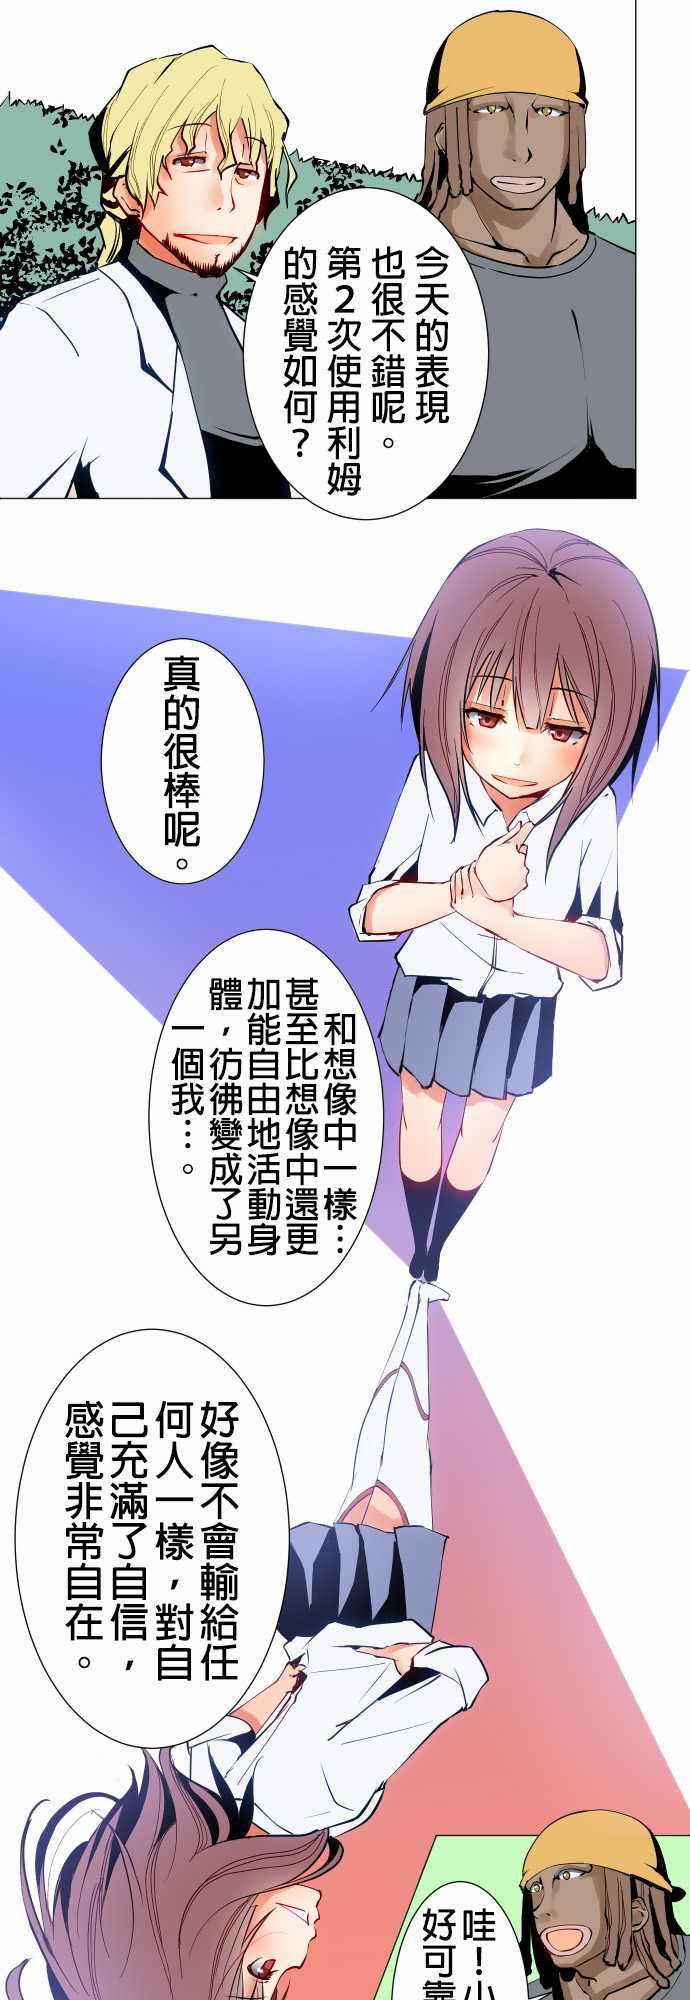 今天的表現
也很不錯呢。
第2次使用利姆
的感覺如何？
真的很棒呢。
和想像中一樣…
甚至比想像中還更
加能自由地活動身
體，彷彿變成了另
一個我…。
好像不會輸給任
何人一樣，對自
己充滿了自信，
感覺非常自在。
哇！小
好可靠